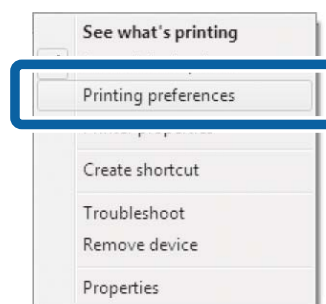 See what's printing
Printing preferences
Create shortcut
Troubleshoot
Remove device
Properties